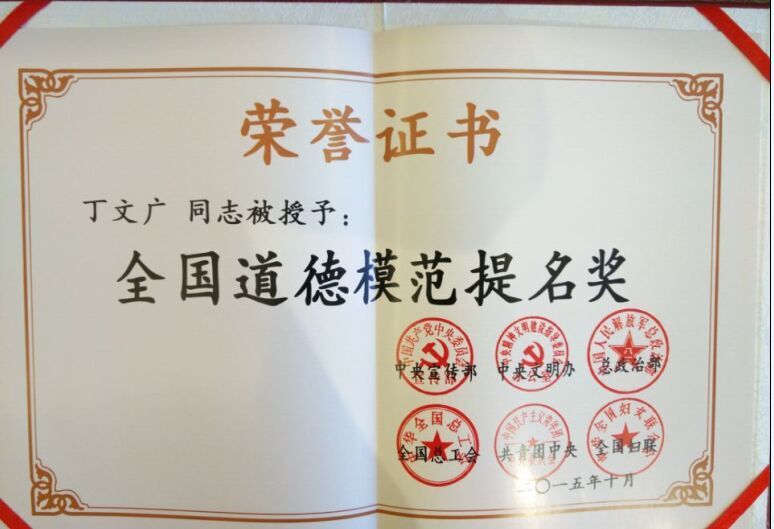 荣誉证书
丁文广 同志被授予：
全国道德模范提名奖
中央宣传部 中央文明办 总政治部
全国总工会 共青团中央 全国妇联
二〇一五年十月